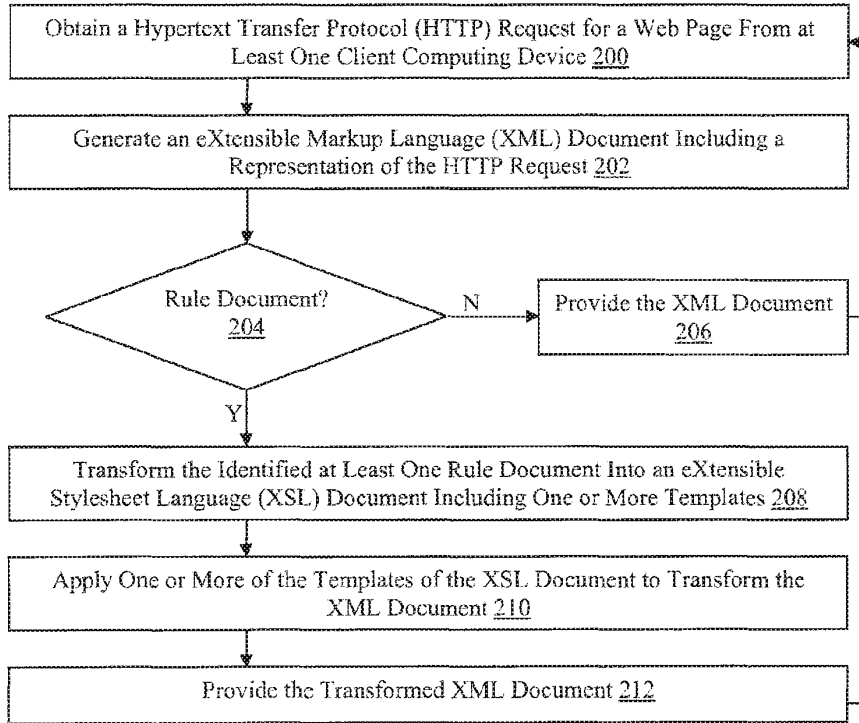 Obtain a Hypertext Transfer Protocol (HTTP) Request for a Web Page From at
Least One Client Computing Device 200
Generate an eXtensible Markup Language (XML) Document Including a
Representation of the HTTP Request 202
Rule Document?
204
N
Provide the XML Document
206
Y
Transform the Identified at Least One Rule Document Into an eXtensible
Stylesheet Language (XSL) Document Including One or More Templates 208
Apply One or More of the Templates of the XSL Document to Transform the
XML Document 210
Provide the Transformed XML Document 212